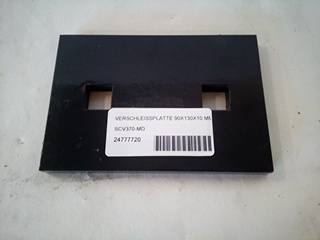 VERSCHLEISSPLATTE 90X130X10 MM
SCV370-MD
24777720